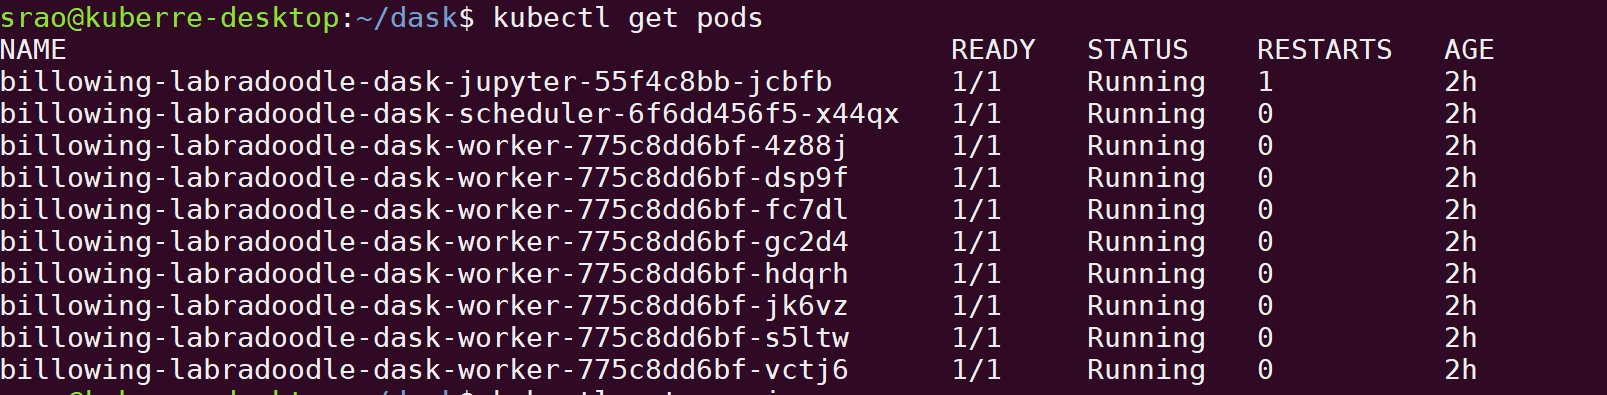 srao@kuberre-desktop:~/dask$ kubectl get pods
NAME READY STATUS RESTARTS AGE
billowing-labradoodle-dask-jupyter-55f4c8bb-jcbfb 1/1 Running 1 2h
billowing-labradoodle-dask-scheduler-6f6dd456f5-x44qx 1/1 Running 0 2h
billowing-labradoodle-dask-worker-775c8dd6bf-4z88j 1/1 Running 0 2h
billowing-labradoodle-dask-worker-775c8dd6bf-dsp9f 1/1 Running 0 2h
billowing-labradoodle-dask-worker-775c8dd6bf-fc7dl 1/1 Running 0 2h
billowing-labradoodle-dask-worker-775c8dd6bf-gc2d4 1/1 Running 0 2h
billowing-labradoodle-dask-worker-775c8dd6bf-hdqrh 1/1 Running 0 2h
billowing-labradoodle-dask-worker-775c8dd6bf-jk6vz 1/1 Running 0 2h
billowing-labradoodle-dask-worker-775c8dd6bf-s5ltw 1/1 Running 0 2h
billowing-labradoodle-dask-worker-775c8dd6bf-vctj6 1/1 Running 0 2h